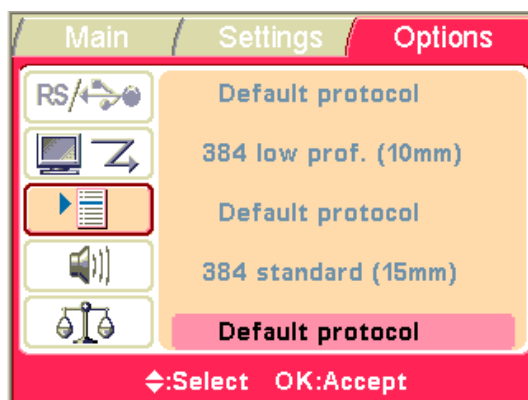 Main Settings Options
RS/
Default protocol
384 low prof. (10mm)
Default protocol
384 standard (15mm)
Default protocol
:Select OK:Accept